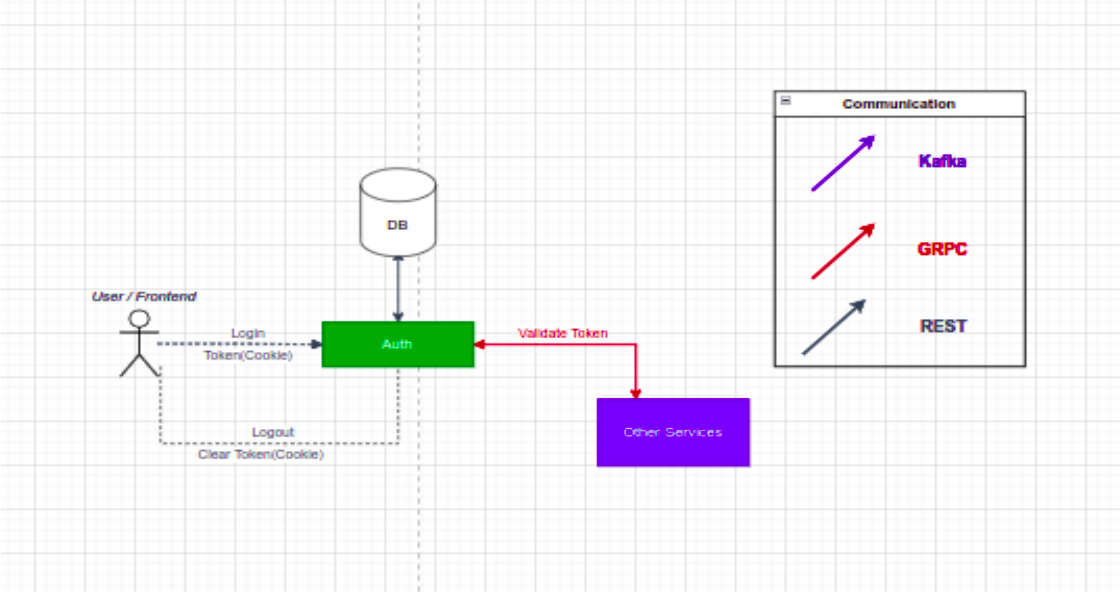 Communication
Kafka
GRPC
REST
DB
User / Frontend
Login
Token(Cookie)
Auth
Validate Token
Other Services
Logout
Clear Token(Cookie)